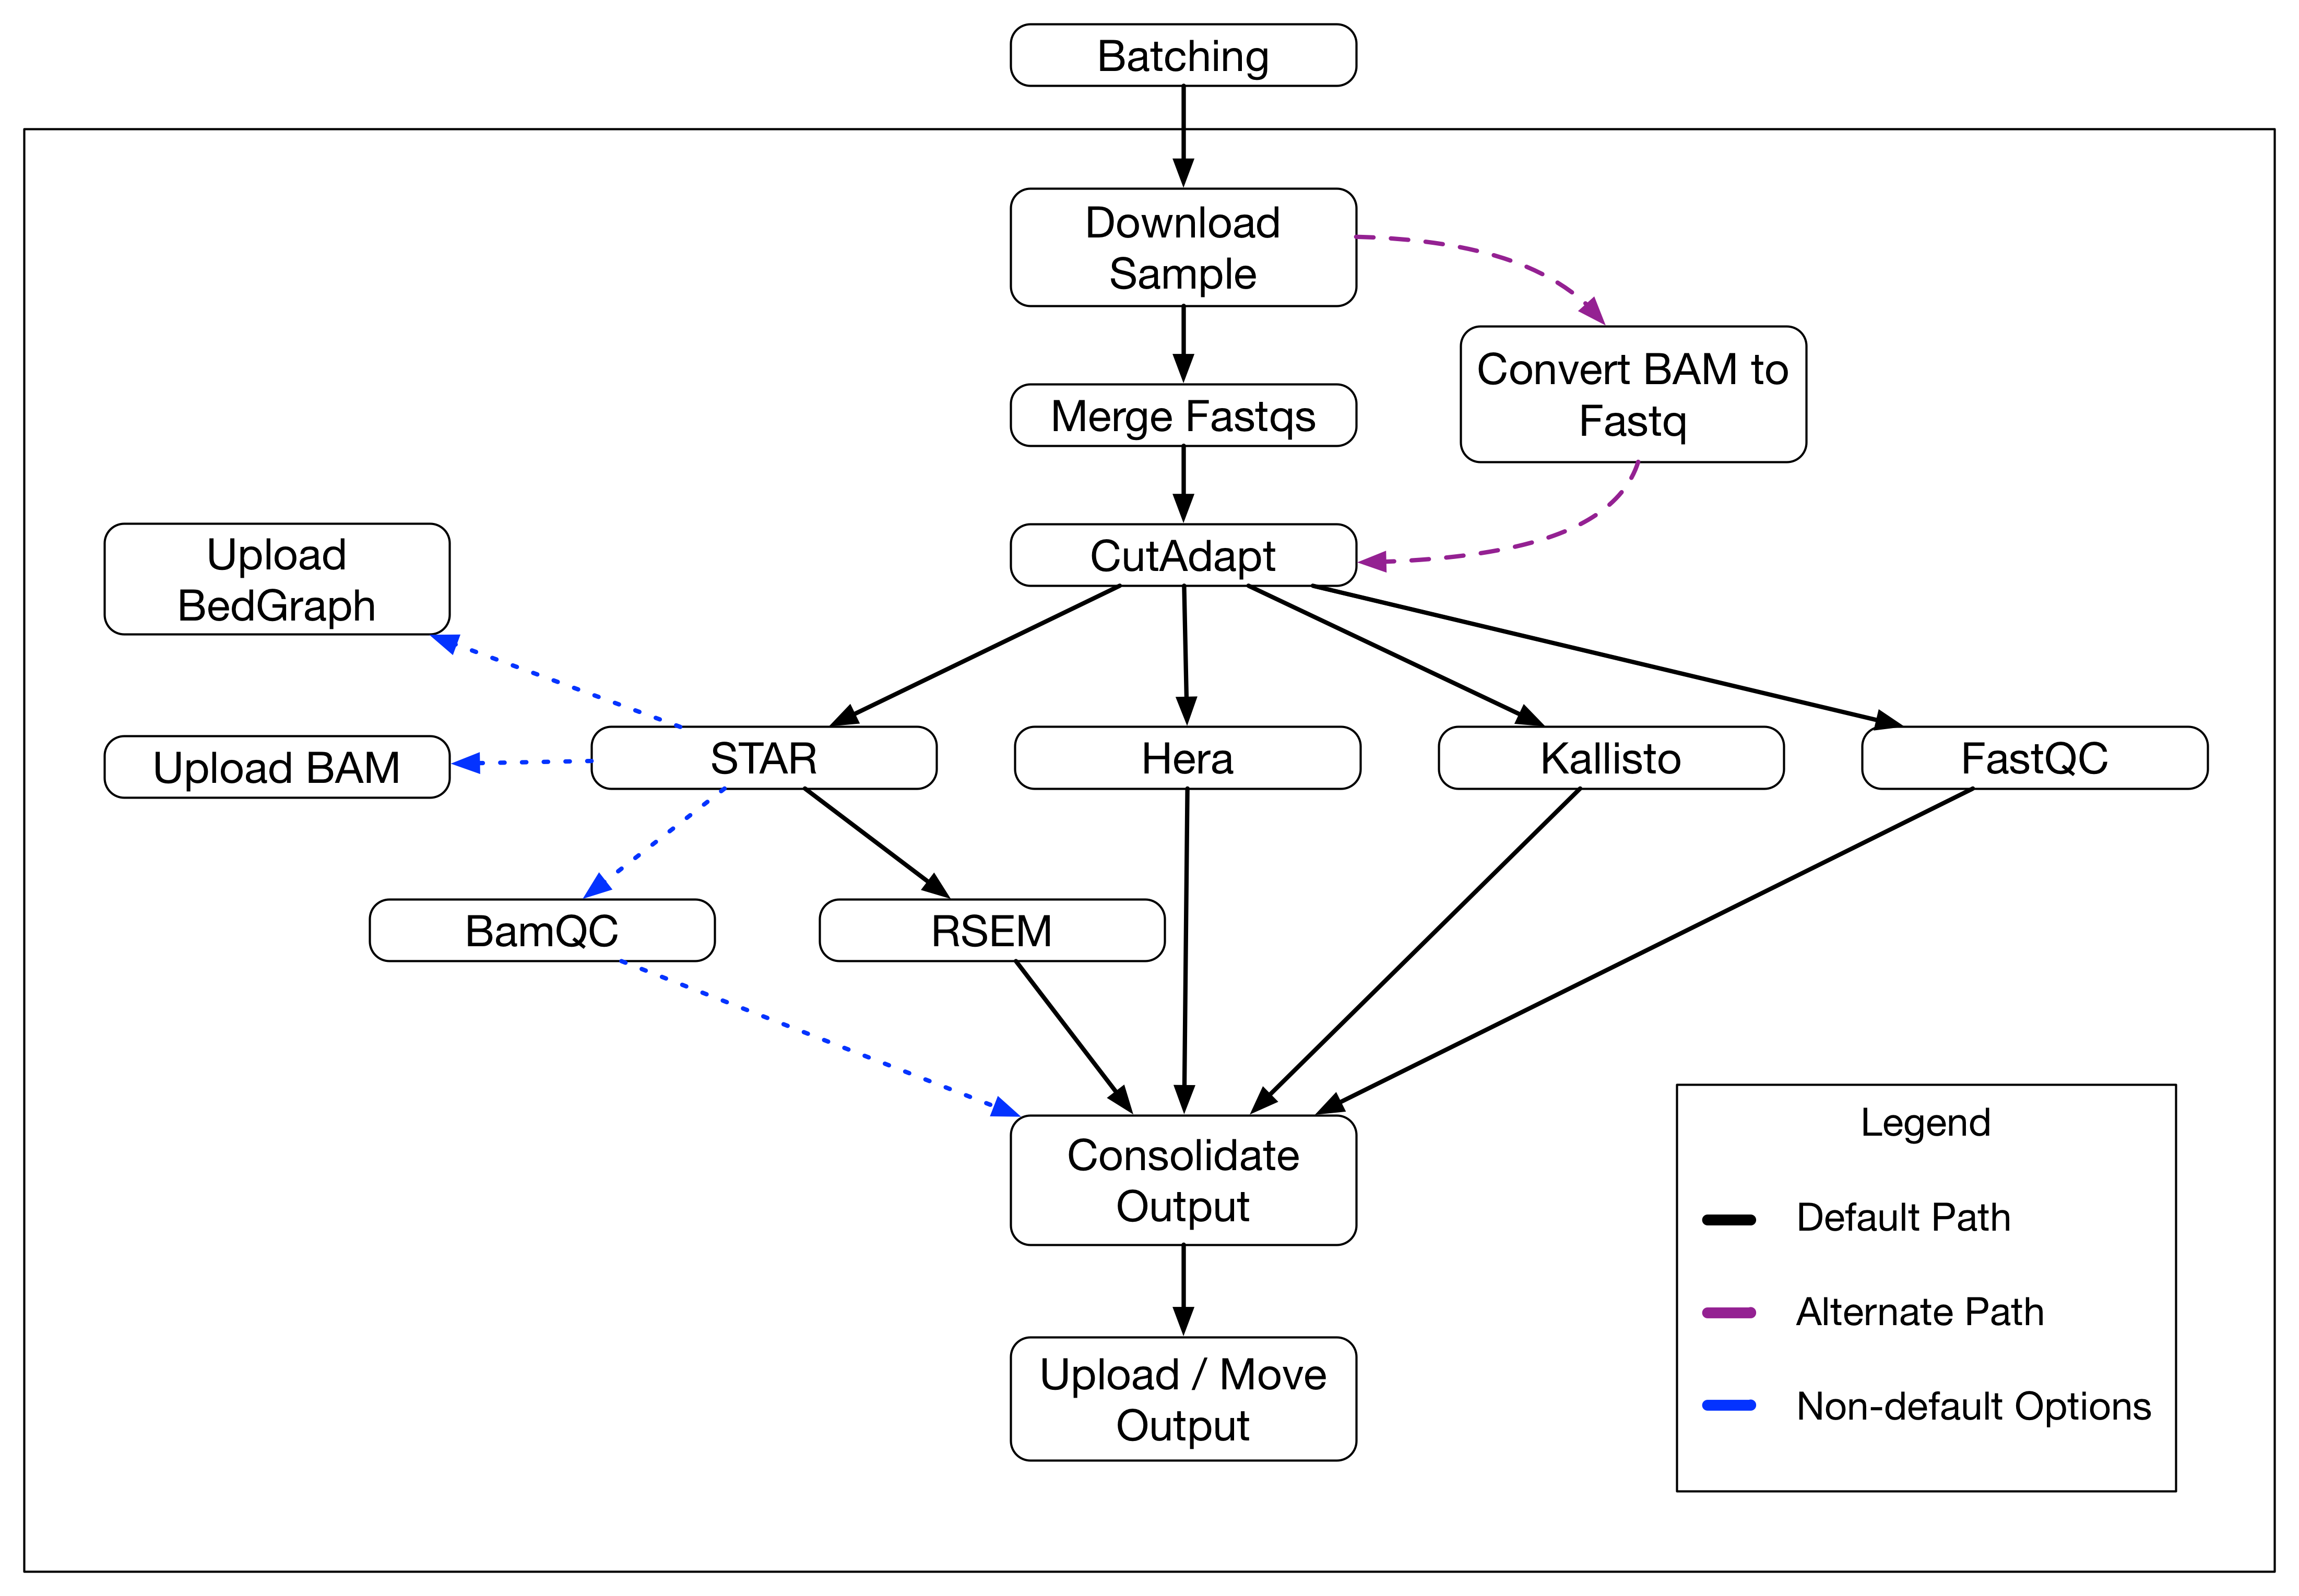 Batching
Download
Sample
Convert BAM to
Fastq
Merge Fastqs
CutAdapt
Upload
BedGraph
Upload BAM
STAR
Hera
Kallisto
FastQC
BamQC
RSEM
Consolidate
Output
Upload / Move
Output
Legend
Default Path
Alternate Path
Non-default Options